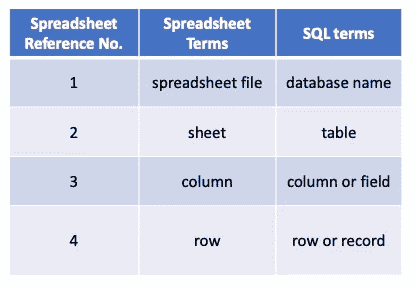 Spreadsheet Reference No. Spreadsheet Terms SQL terms
1 spreadsheet file database name
2 sheet table
3 column column or field
4 row row or record